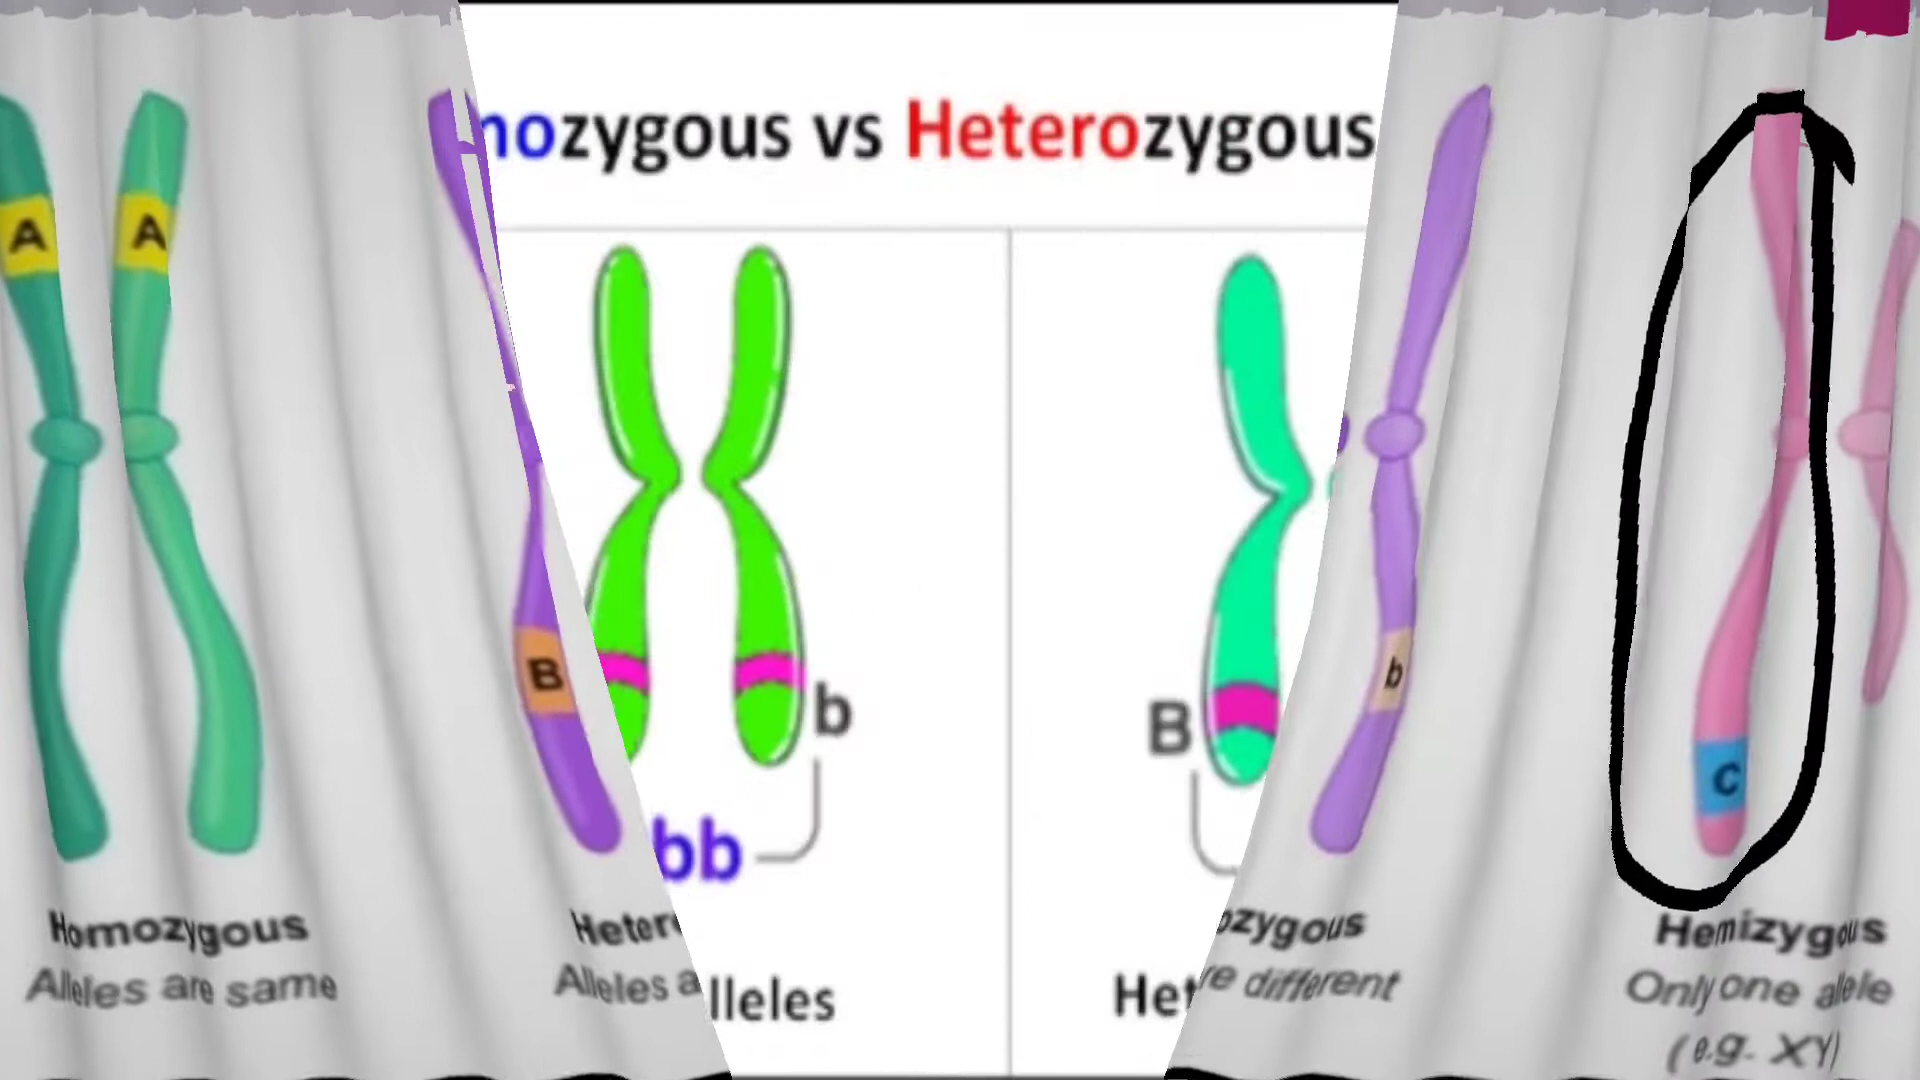 nozygous vs Heterozygous
A
A
B
b
b
B
C
bb
Homozygous
Alleles are same
Heter
Alleles a
lleles
Het
ozygous
re different
Hemizygous
Only one allele
(e.g. XY)